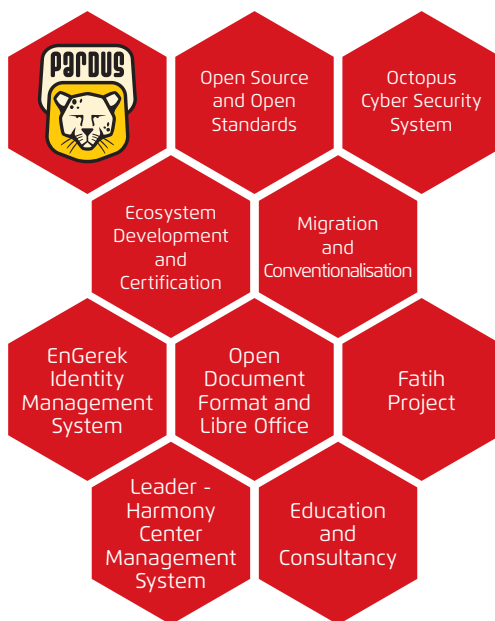 PARDUS
Open Source
and Open
Standards
Octopus
Cyber Security
System
Ecosystem
Development
and
Certification
Migration
and
Conventionalisation
EnGerek
Identity
Management
System
Open
Document
Format and
Libre Office
Fatih
Project
Leader -
Harmony
Center
Management
System
Education
and
Consultancy